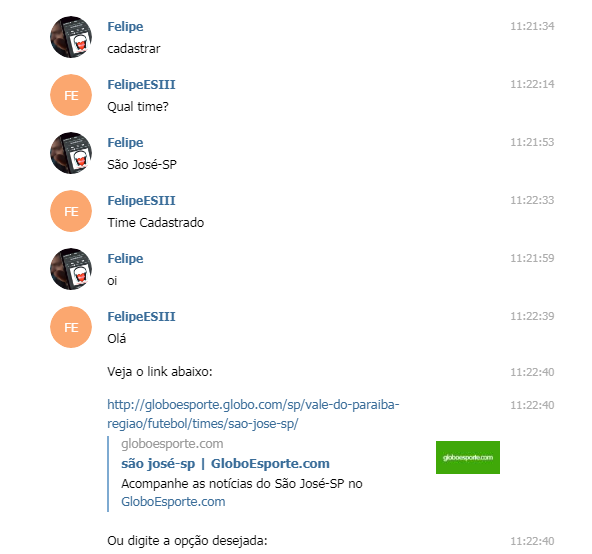 Felipe 11:21:34
cadastrar
FE FelipeESIII 11:22:14
Qual time?
Felipe 11:21:53
São José-SP
FE FelipeESIII 11:22:33
Time Cadastrado
Felipe 11:21:59
oi
FE FelipeESIII 11:22:39
Olá
Veja o link abaixo: 11:22:40
http://globoesporte.globo.com/sp/vale-do-paraiba- 11:22:40
regiao/futebol/times/sao-jose-sp/
globoesporte.com
são josé-sp | GloboEsporte.com
globoesporte.com
Acompanhe as notícias do São José-SP no
GloboEsporte.com
Ou digite a opção desejada: 11:22:40